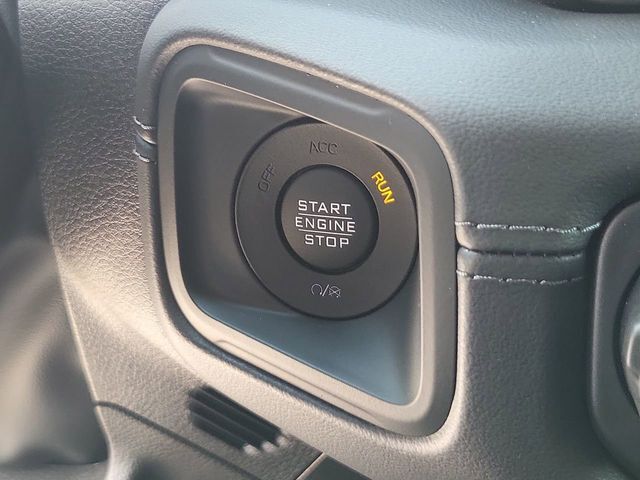 OFF
ACC
RUN
START
ENGINE
STOP